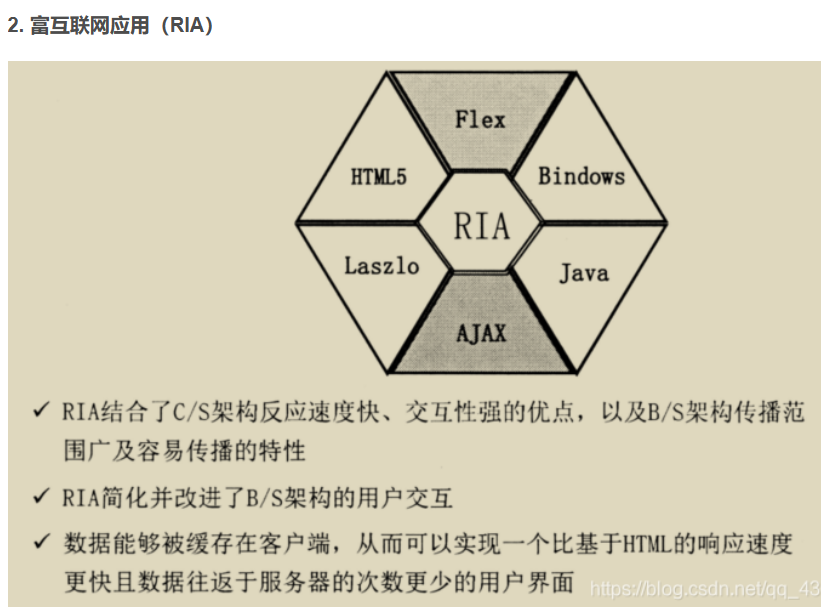 2. 富互联网应用（RIA）
Flex
HTML5
Bindows
RIA
Laszlo
Java
AJAX
✓ RIA结合了C/S架构反应速度快、交互性强的优点，以及B/S架构传播范
围广及容易传播的特性
✓ RIA简化并改进了B/S架构的用户交互
✓ 数据能够被缓存在客户端，从而可以实现一个比基于HTML的响应速度
更快且数据往返于服务器的次数更少的用户界面
https://blog.csdn.net/qq_43